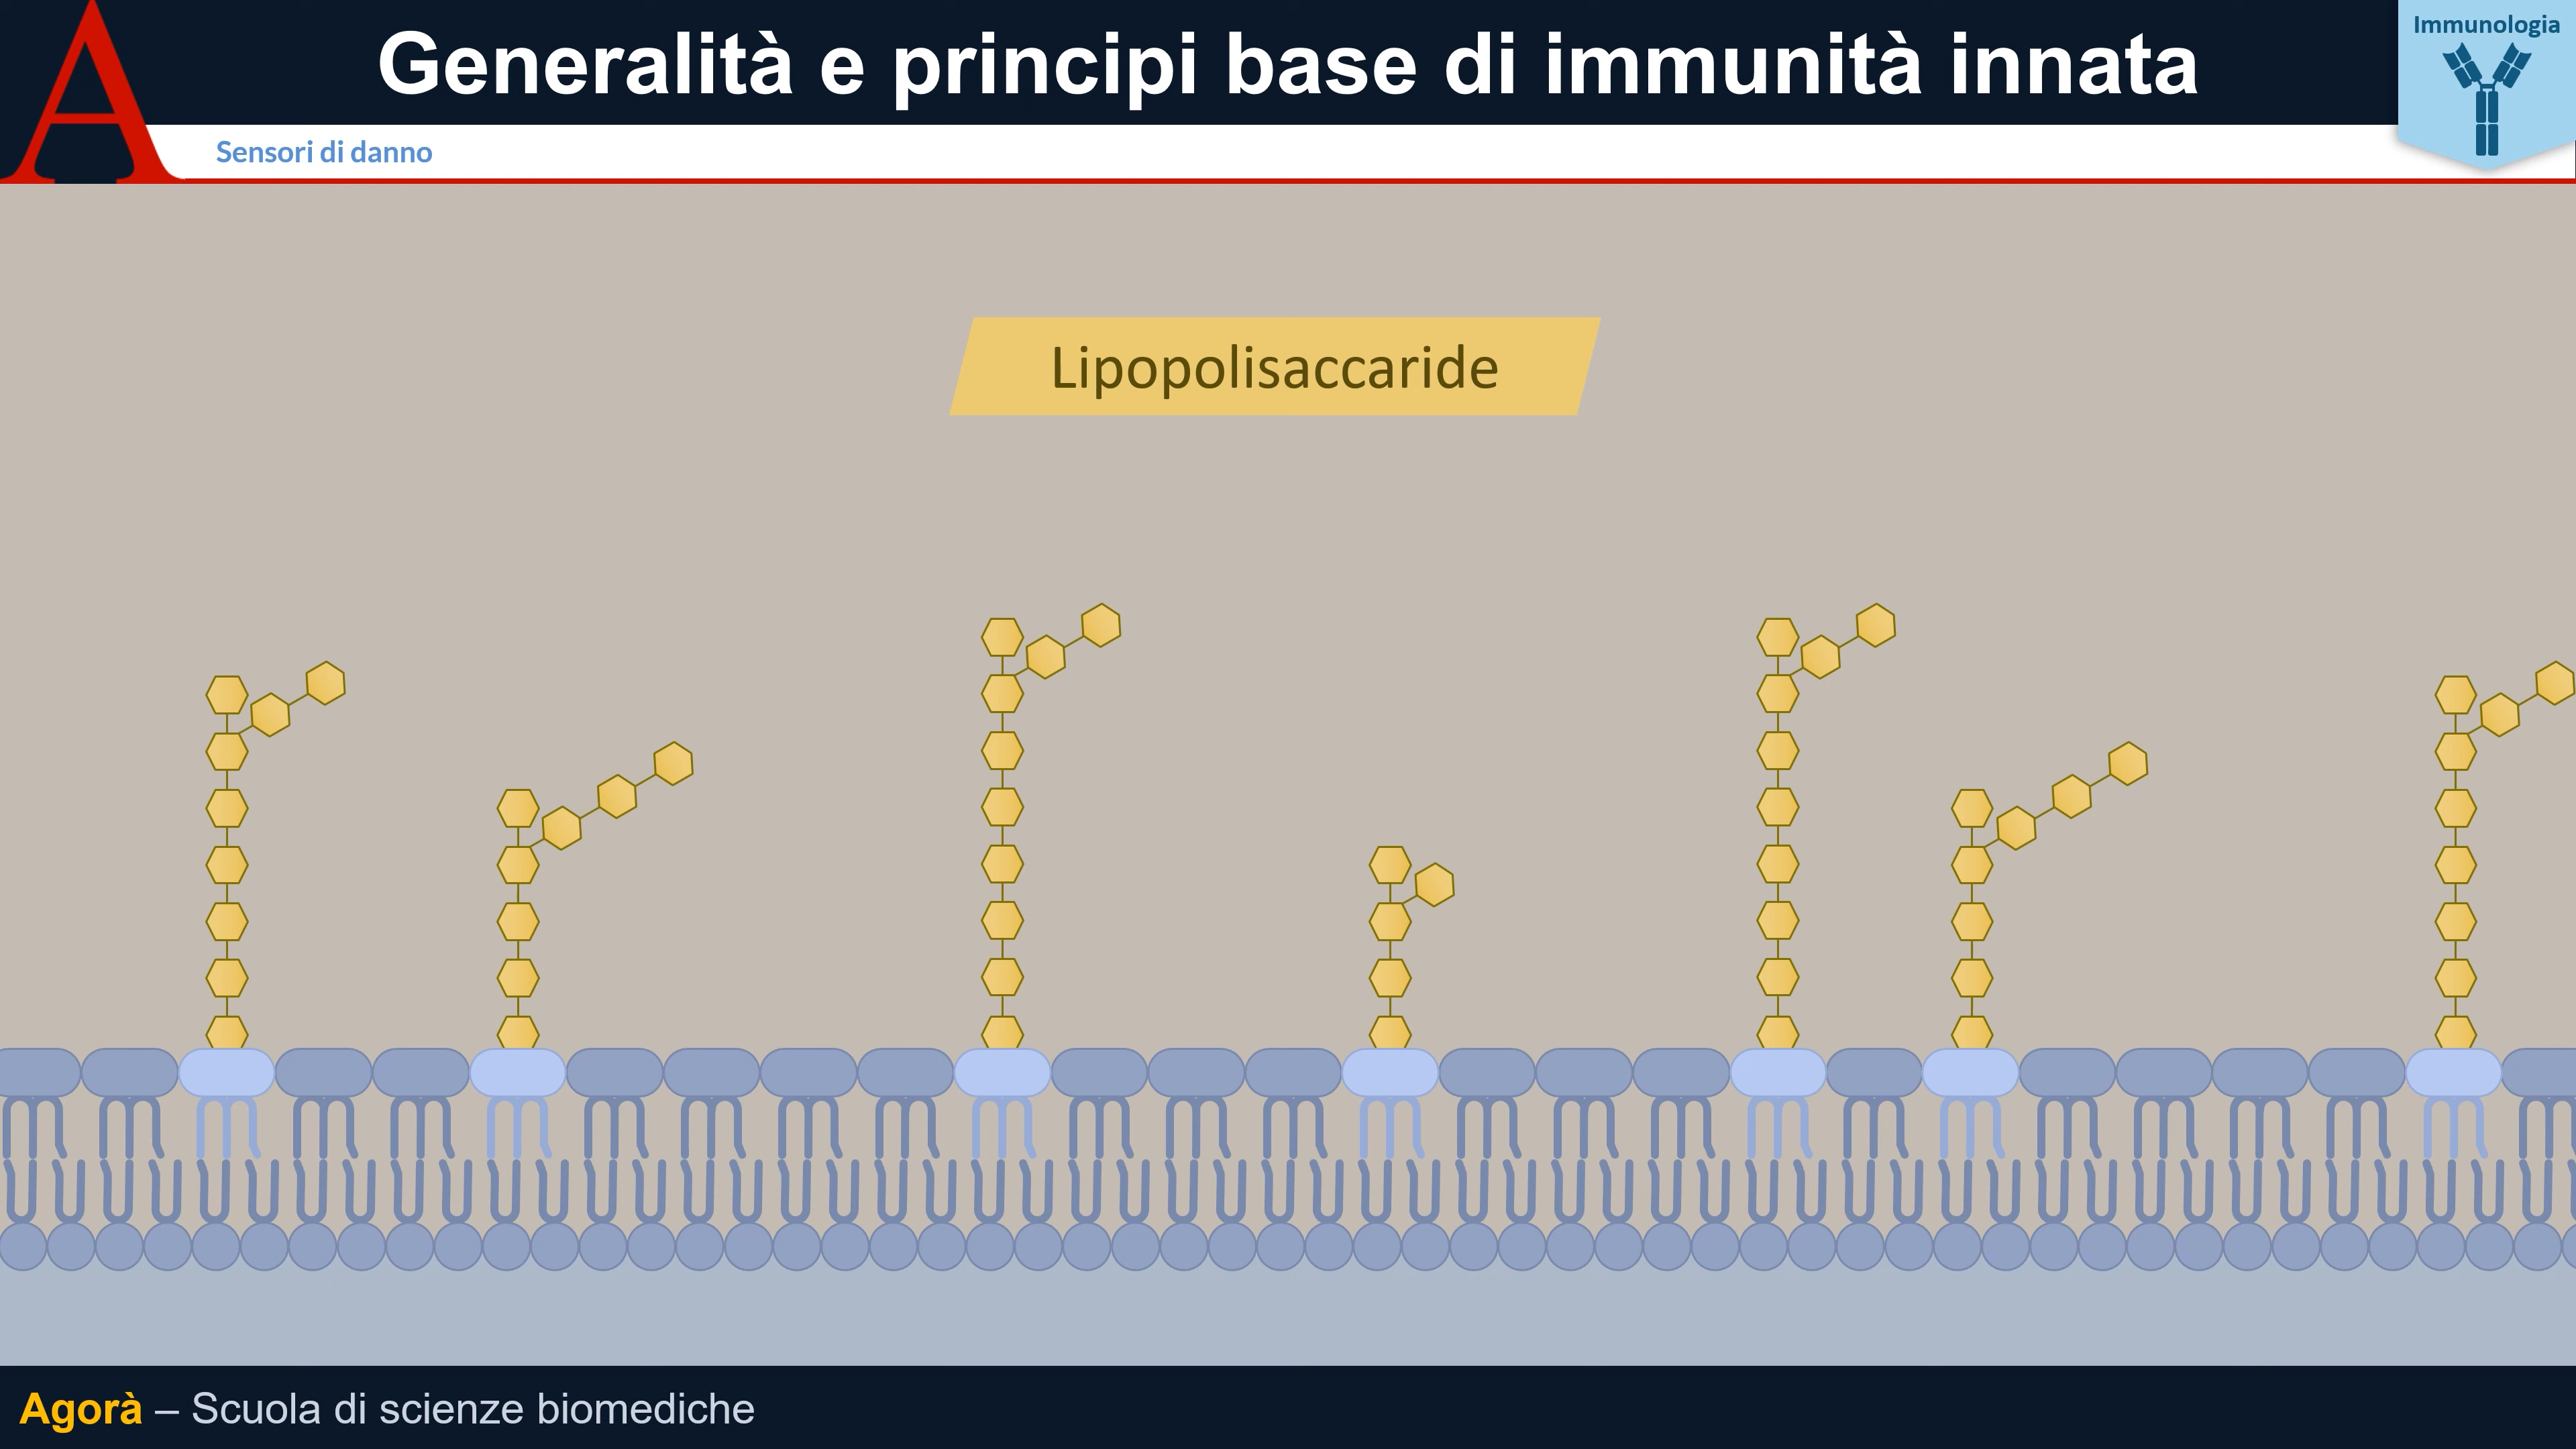 A
Generalità e principi base di immunità innata
Immunologia
Sensori di danno
Lipopolisaccaride
Agorà – Scuola di scienze biomediche